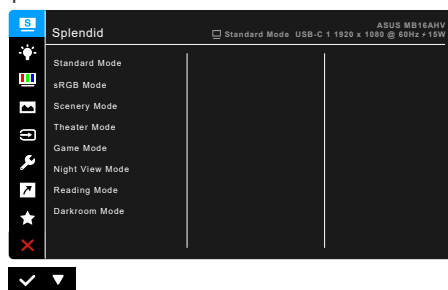 S
Splendid
ASUS MB16AHV
Standard Mode USB-C 1 1920 x 1080 @ 60Hz 15W
Standard Mode
sRGB Mode
Scenery Mode
Theater Mode
Game Mode
Night View Mode
Reading Mode
Darkroom Mode